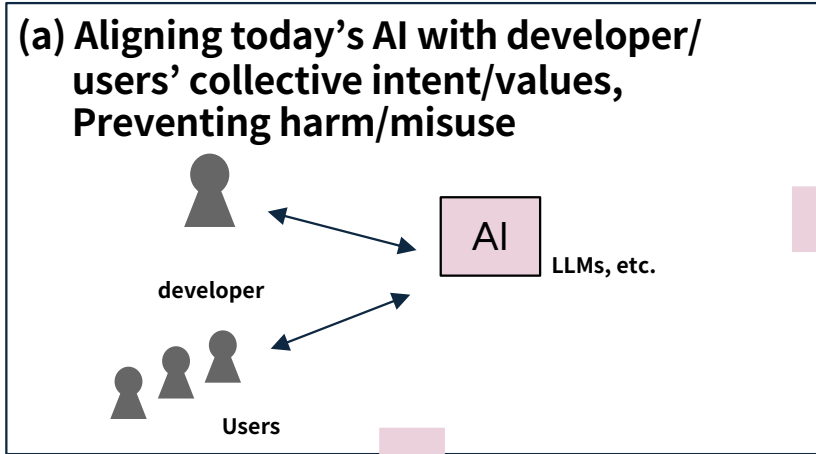 (a) Aligning today’s AI with developer/
users’ collective intent/values,
Preventing harm/misuse
AI
LLMs, etc.
developer
Users